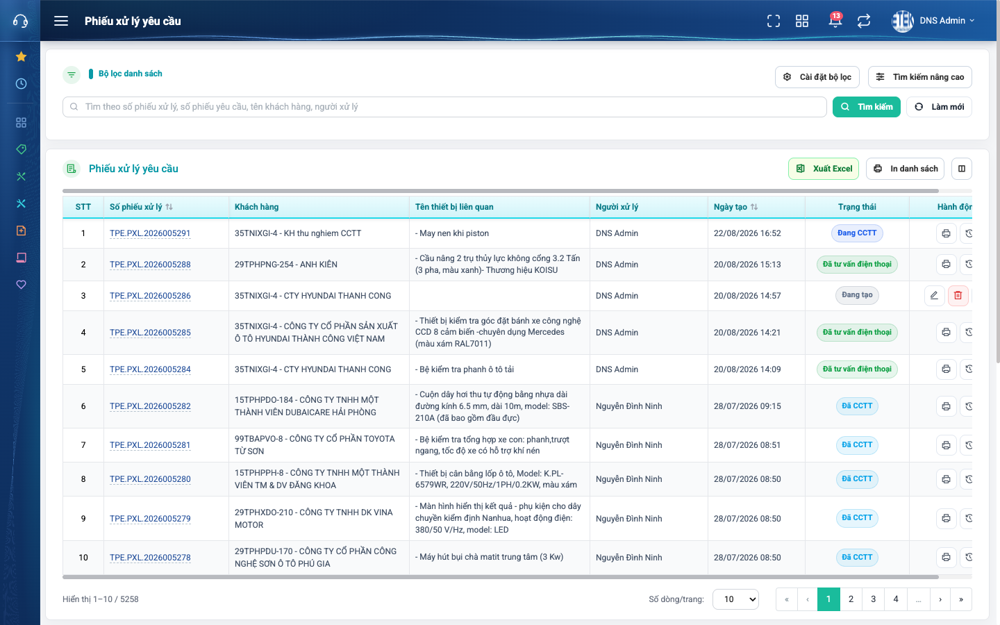 Phiếu xử lý yêu cầu
13
DNS Admin
Bộ lọc danh sách
Cài đặt bộ lọc
Tìm kiếm nâng cao
Tìm theo số phiếu xử lý, số phiếu yêu cầu, tên khách hàng, người xử lý
Tìm kiếm
Làm mới
Phiếu xử lý yêu cầu
Xuất Excel
In danh sách
STT Số phiếu xử lý Khách hàng Tên thiết bị liên quan Người xử lý Ngày tạo Trạng thái Hành độn
1 TPE.PXL.2026005291 35TNIXGI-4 - KH thu nghiem CCTT - May nen khi piston DNS Admin 22/08/2026 16:52 Đang CCTT
2 TPE.PXL.2026005288 29TPHPNG-254 - ANH KIÊN - Cầu nâng 2 trụ thủy lực không cổng 3.2 Tấn
(3 pha, màu xanh)- Thương hiệu KOISU DNS Admin 20/08/2026 15:13 Đã tư vấn điện thoại
3 TPE.PXL.2026005286 35TNIXGI-4 - CTY HYUNDAI THANH CONG DNS Admin 20/08/2026 14:57 Đang tạo
4 TPE.PXL.2026005285 35TNIXGI-4 - CÔNG TY CỔ PHẦN SẢN XUẤT
Ô TÔ HYUNDAI THÀNH CÔNG VIỆT NAM - Thiết bị kiểm tra góc đặt bánh xe công nghệ
CCD 8 cảm biến -chuyên dụng Mercedes
(màu xám RAL7011) DNS Admin 20/08/2026 14:21 Đã tư vấn điện thoại
5 TPE.PXL.2026005284 35TNIXGI-4 - CTY HYUNDAI THANH CONG - Bệ kiểm tra phanh ô tô tải DNS Admin 20/08/2026 14:09 Đã tư vấn điện thoại
6 TPE.PXL.2026005282 15TPHPDO-184 - CÔNG TY TNHH MỘT
THÀNH VIÊN DUBAICARE HẢI PHÒNG - Cuộn dây hơi thu tự động bằng nhựa dài
đường kính 6.5 mm, dài 10m, model: SBS-
210A (đã bao gồm đầu đực) Nguyễn Đình Ninh 28/07/2026 09:15 Đã CCTT
7 TPE.PXL.2026005281 99TBAPVO-8 - CÔNG TY CỔ PHẦN TOYOTA
TỪ SƠN - Bệ kiểm tra tổng hợp xe con: phanh,trượt
ngang, tốc độ xe có hỗ trợ khí nén Nguyễn Đình Ninh 28/07/2026 08:51 Đã CCTT
8 TPE.PXL.2026005280 15TPHPPH-8 - CÔNG TY TNHH MỘT THÀNH
VIÊN TM & DV ĐĂNG KHOA - Thiết bị cân bằng lốp ô tô, Model: K.PL-
6579WR, 220V/50Hz/1PH/0.2KW, màu xám Nguyễn Đình Ninh 28/07/2026 08:50 Đã CCTT
9 TPE.PXL.2026005279 29TPHXDO-210 - CÔNG TY TNHH DK VINA
MOTOR - Màn hình hiển thị kết quả - phụ kiện cho dây
chuyền kiểm định Nanhua, hoạt động điện:
380/50 V/Hz, model: LED Nguyễn Đình Ninh 28/07/2026 08:50 Đã CCTT
10 TPE.PXL.2026005278 29TPHPDU-170 - CÔNG TY CỔ PHẦN CÔNG
NGHỆ SƠN Ô TÔ PHÚ GIA - Máy hút bụi chà matit trung tâm (3 Kw) Nguyễn Đình Ninh 28/07/2026 08:50 Đã CCTT
Hiển thị 1–10 / 5258
Số dòng/trang: 10
« ‹ 1 2 3 4 ... › »